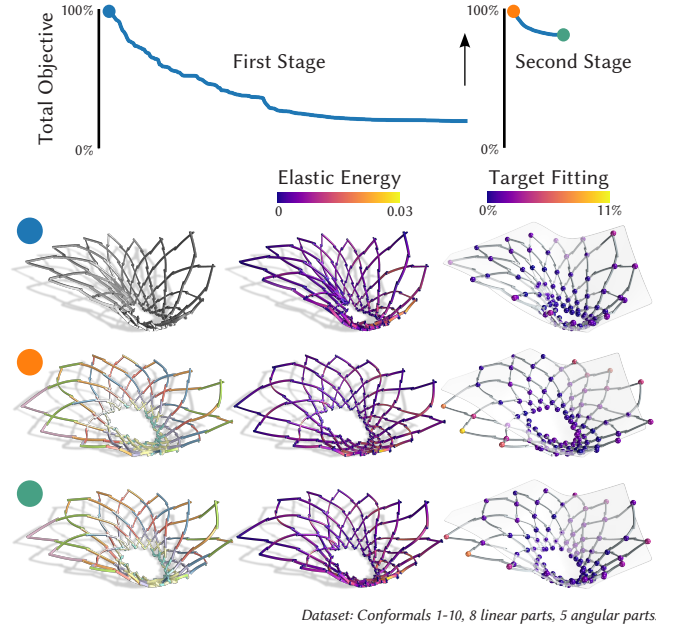 100%
100%
Total Objective
First Stage
Second Stage
0%
0%
Elastic Energy
Target Fitting
0
0.03
0%
11%
Dataset: Conformals 1-10, 8 linear parts, 5 angular parts.